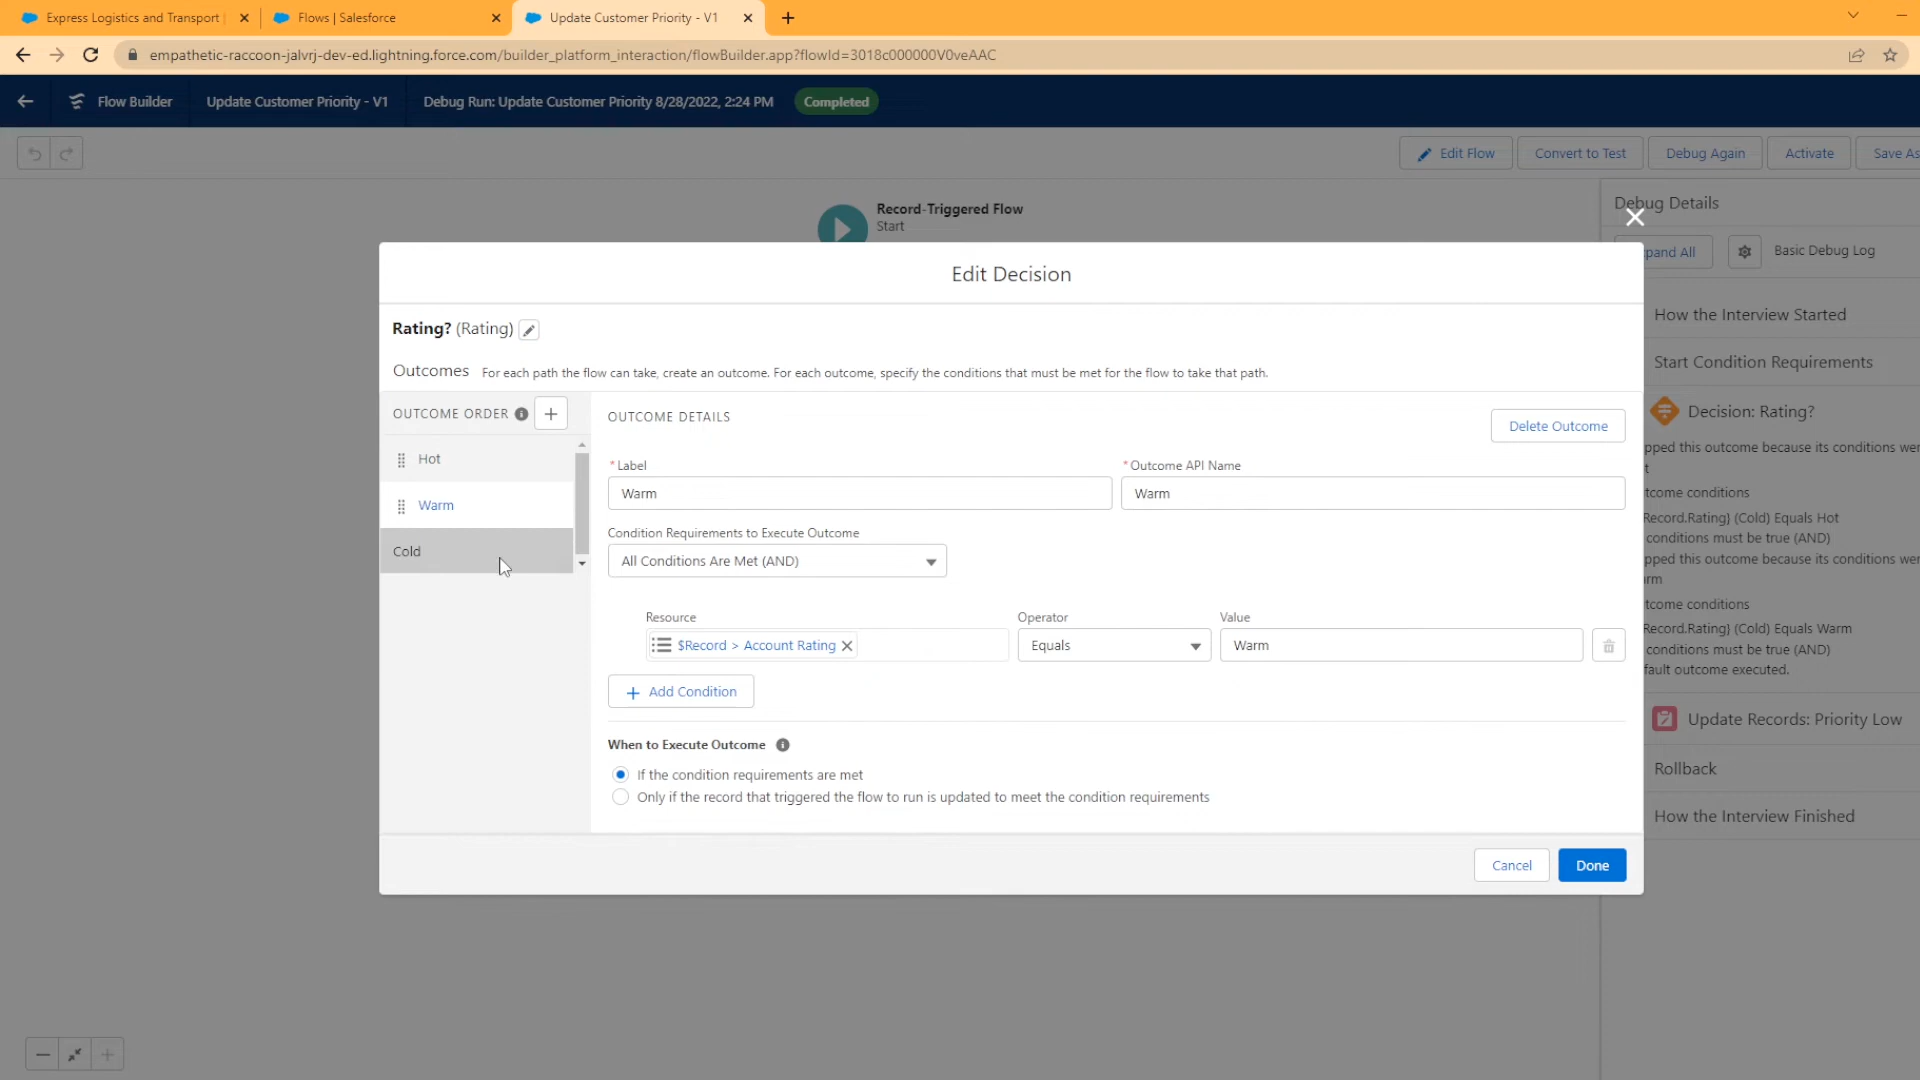 Express Logistics and Transport
Flows | Salesforce
Update Customer Priority - V1
empathetic-raccoon-jalvrj-dev-ed.lightning.force.com/builder_platform_interaction/flowBuilder.app?flowId=3018c000000V0veAAC
Flow Builder
Update Customer Priority - V1
Debug Run: Update Customer Priority 8/28/2022, 2:24 PM
Completed
Edit Flow
Convert to Test
Debug Again
Activate
Save As
Record-Triggered Flow
Start
Debug Details
pand All
Basic Debug Log
How the Interview Started
Start Condition Requirements
Decision: Rating?
pped this outcome because its conditions wer
t
tcome conditions
Record.Rating} (Cold) Equals Hot
conditions must be true (AND)
pped this outcome because its conditions wer
rm
tcome conditions
Record.Rating} (Cold) Equals Warm
conditions must be true (AND)
fault outcome executed.
Update Records: Priority Low
Rollback
How the Interview Finished
Edit Decision
Rating? (Rating)
Outcomes For each path the flow can take, create an outcome. For each outcome, specify the conditions that must be met for the flow to take that path.
OUTCOME ORDER
Hot
Warm
Cold
OUTCOME DETAILS
Delete Outcome
* Label
Warm
* Outcome API Name
Warm
Condition Requirements to Execute Outcome
All Conditions Are Met (AND)
Resource
$Record > Account Rating
Operator
Equals
Value
Warm
Add Condition
When to Execute Outcome
If the condition requirements are met
Only if the record that triggered the flow to run is updated to meet the condition requirements
Cancel
Done